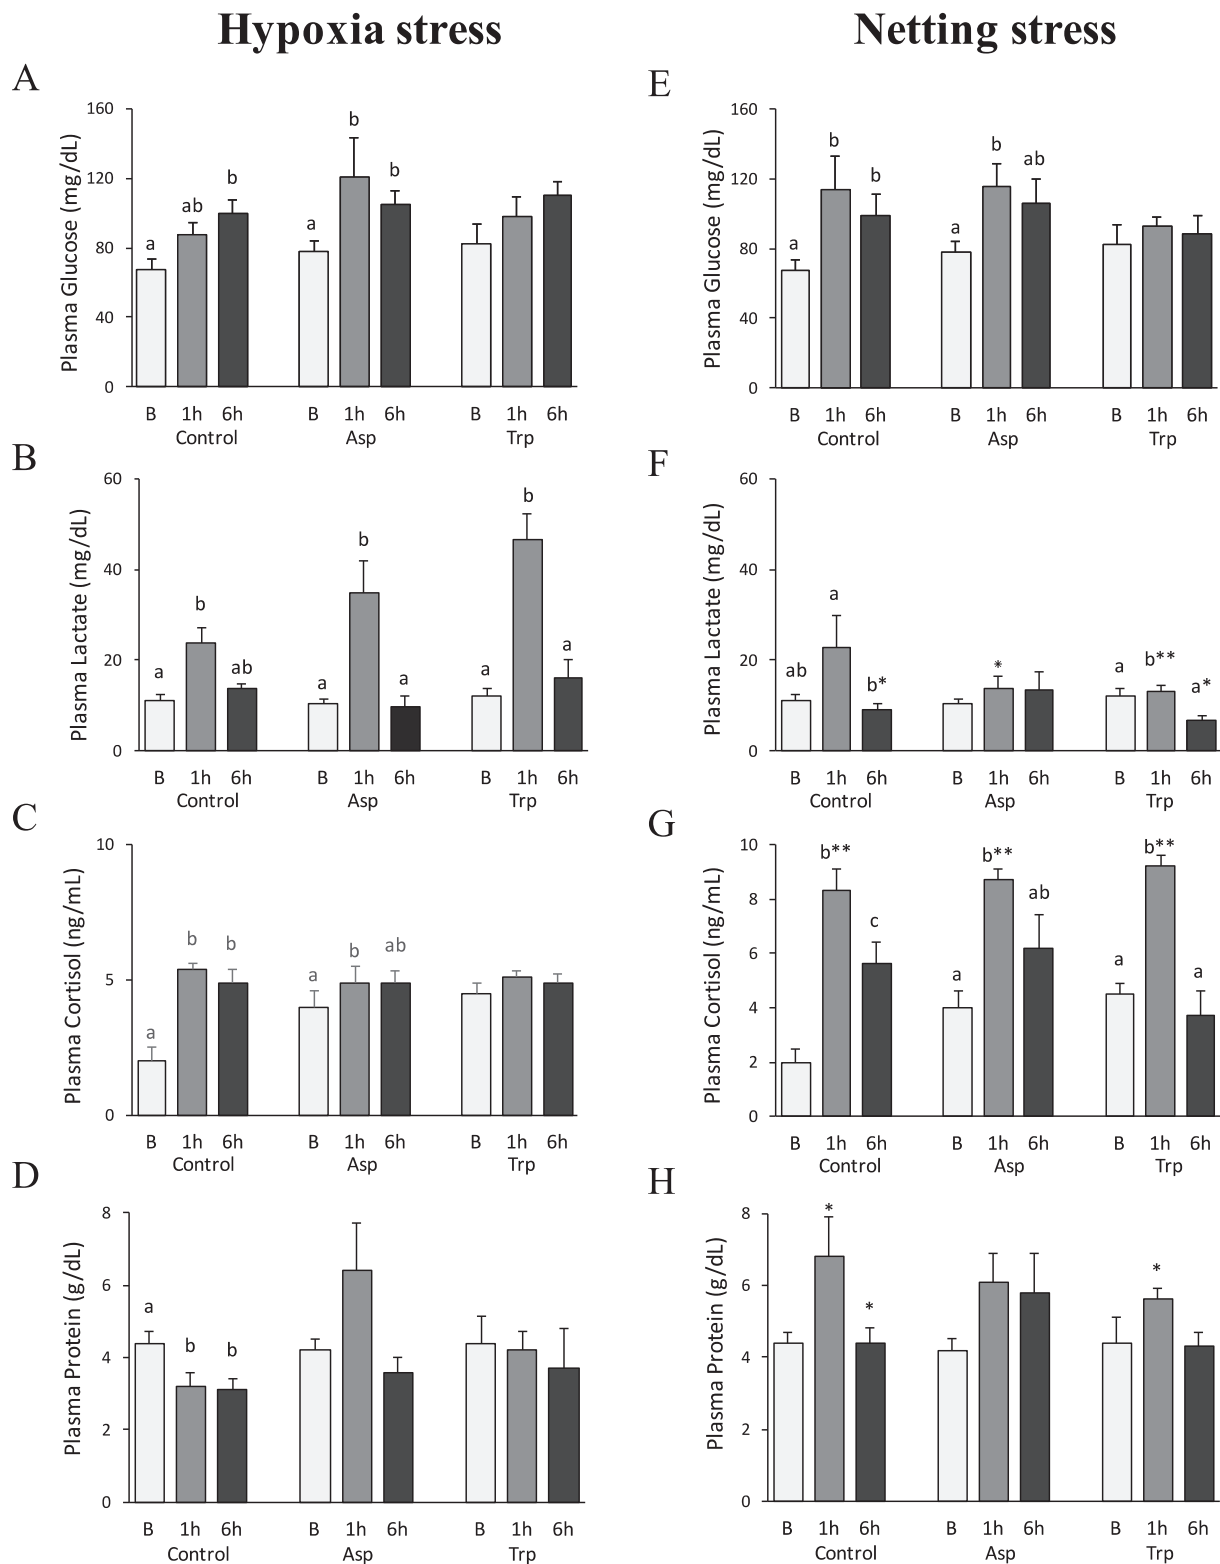 Hypoxia stress
Netting stress
A
Plasma Glucose (mg/dL)
160
120
80
40
0
a
ab
b
a
b
b
B 1h 6h B 1h 6h B 1h 6h
Control Asp Trp
E
Plasma Glucose (mg/dL)
160
120
80
40
0
a
b
b
a
b
ab
B 1h 6h B 1h 6h B 1h 6h
Control Asp Trp
B
Plasma Lactate (mg/dL)
60
40
20
0
a
b
ab
a
b
a
a
b
a
B 1h 6h B 1h 6h B 1h 6h
Control Asp Trp
F
Plasma Lactate (mg/dL)
60
40
20
0
ab
a
b*
*
a
b**
a*
B 1h 6h B 1h 6h B 1h 6h
Control Asp Trp
C
Plasma Cortisol (ng/mL)
10
5
0
a
b
b
a
b
ab
B 1h 6h B 1h 6h B 1h 6h
Control Asp Trp
G
Plasma Cortisol (ng/mL)
10
8
6
4
2
0
b**
c
a
b**
ab
a
b**
a
B 1h 6h B 1h 6h B 1h 6h
Control Asp Trp
D
Plasma Protein (g/dL)
8
6
4
2
0
a
b
b
B 1h 6h B 1h 6h B 1h 6h
Control Asp Trp
H
Plasma Protein (g/dL)
8
6
4
2
0
*
*
*
B 1h 6h B 1h 6h B 1h 6h
Control Asp Trp